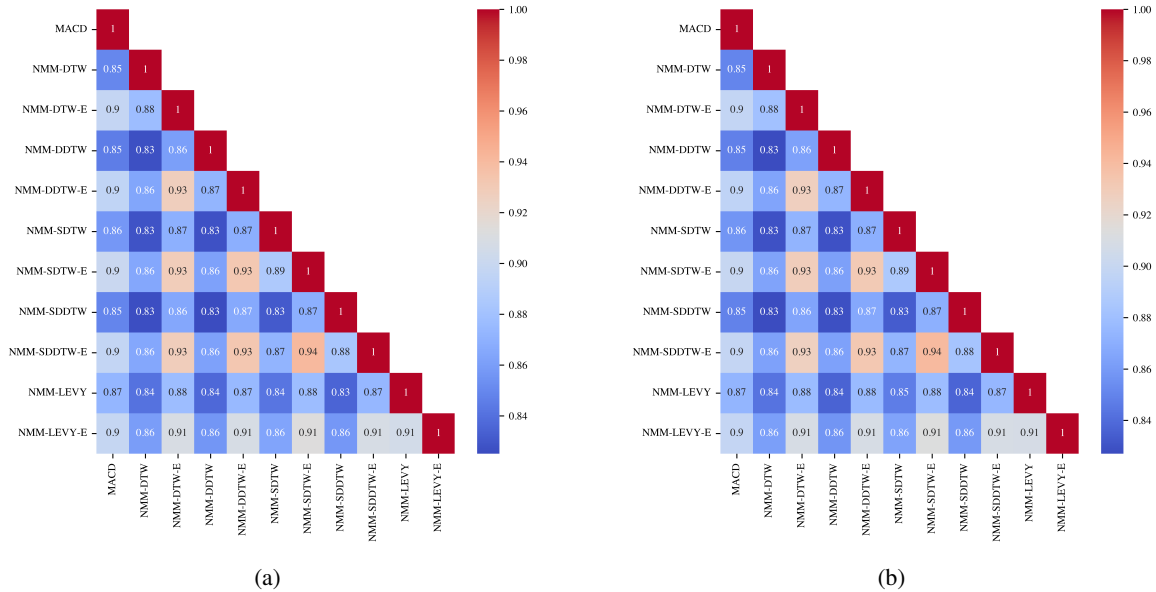 MACD 1
NMM-DTW 0.85 1
NMM-DTW-E 0.9 0.88 1
NMM-DDTW 0.85 0.83 0.86 1
NMM-DDTW-E 0.9 0.86 0.93 0.87 1
NMM-SDTW 0.86 0.83 0.87 0.83 0.87 1
NMM-SDTW-E 0.9 0.86 0.93 0.86 0.93 0.89 1
NMM-SDDTW 0.85 0.83 0.86 0.83 0.87 0.83 0.87 1
NMM-SDDTW-E 0.9 0.86 0.93 0.86 0.93 0.87 0.94 0.88 1
NMM-LEVY 0.87 0.84 0.88 0.84 0.87 0.84 0.88 0.83 0.87 1
NMM-LEVY-E 0.9 0.86 0.91 0.86 0.91 0.86 0.91 0.86 0.91 0.91 1
MACD NMM-DTW NMM-DTW-E NMM-DDTW NMM-DDTW-E NMM-SDTW NMM-SDTW-E NMM-SDDTW NMM-SDDTW-E NMM-LEVY NMM-LEVY-E
1.00
0.98
0.96
0.94
0.92
0.90
0.88
0.86
0.84
(a)
MACD 1
NMM-DTW 0.85 1
NMM-DTW-E 0.9 0.88 1
NMM-DDTW 0.85 0.83 0.86 1
NMM-DDTW-E 0.9 0.86 0.93 0.87 1
NMM-SDTW 0.86 0.83 0.87 0.83 0.87 1
NMM-SDTW-E 0.9 0.86 0.93 0.86 0.93 0.89 1
NMM-SDDTW 0.85 0.83 0.86 0.83 0.87 0.83 0.87 1
NMM-SDDTW-E 0.9 0.86 0.93 0.86 0.93 0.87 0.94 0.88 1
NMM-LEVY 0.87 0.84 0.88 0.84 0.88 0.85 0.88 0.84 0.87 1
NMM-LEVY-E 0.9 0.86 0.91 0.86 0.91 0.86 0.91 0.86 0.91 0.91 1
MACD NMM-DTW NMM-DTW-E NMM-DDTW NMM-DDTW-E NMM-SDTW NMM-SDTW-E NMM-SDDTW NMM-SDDTW-E NMM-LEVY NMM-LEVY-E
1.00
0.98
0.96
0.94
0.92
0.90
0.88
0.86
0.84
(b)